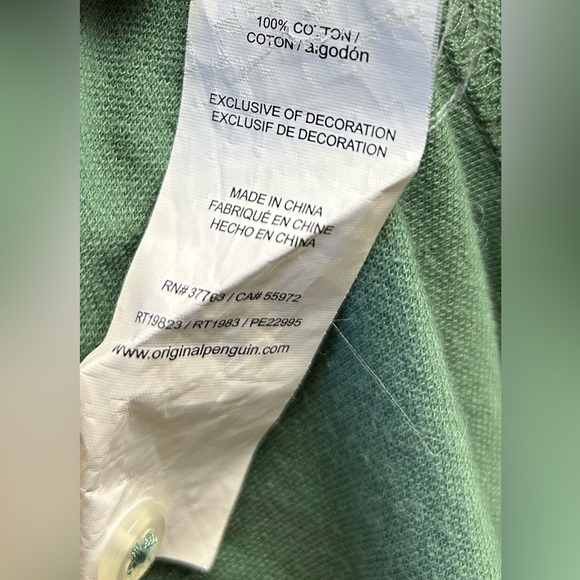 100% COTTON /
COTON / algodón
EXCLUSIVE OF DECORATION
EXCLUSIF DE DECORATION
MADE IN CHINA
FABRIQUÉ EN CHINE
HECHO EN CHINA
RN# 37763 / CA# 55972
RT19823 / RT1983 / PE22995
www.originalpenguin.com